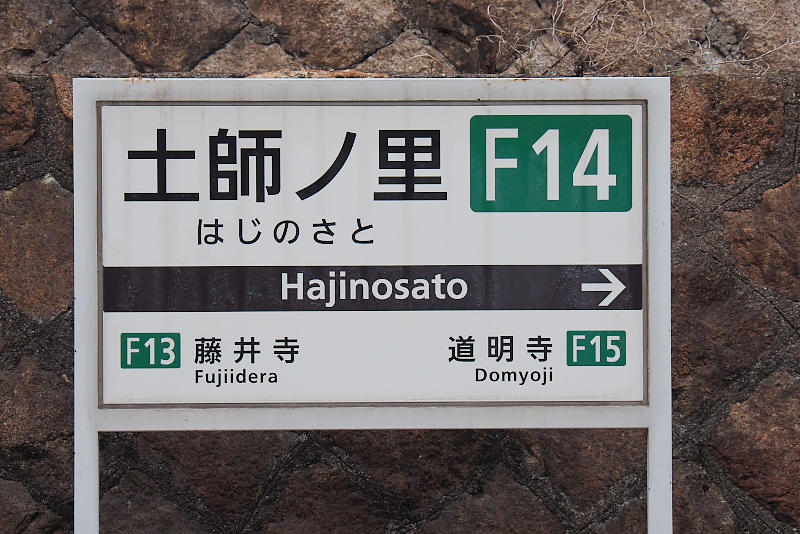 土師ノ里 F14
はじのさと
Hajinosato →
F13 藤井寺 道明寺 F15
Fujiidera Domyoji